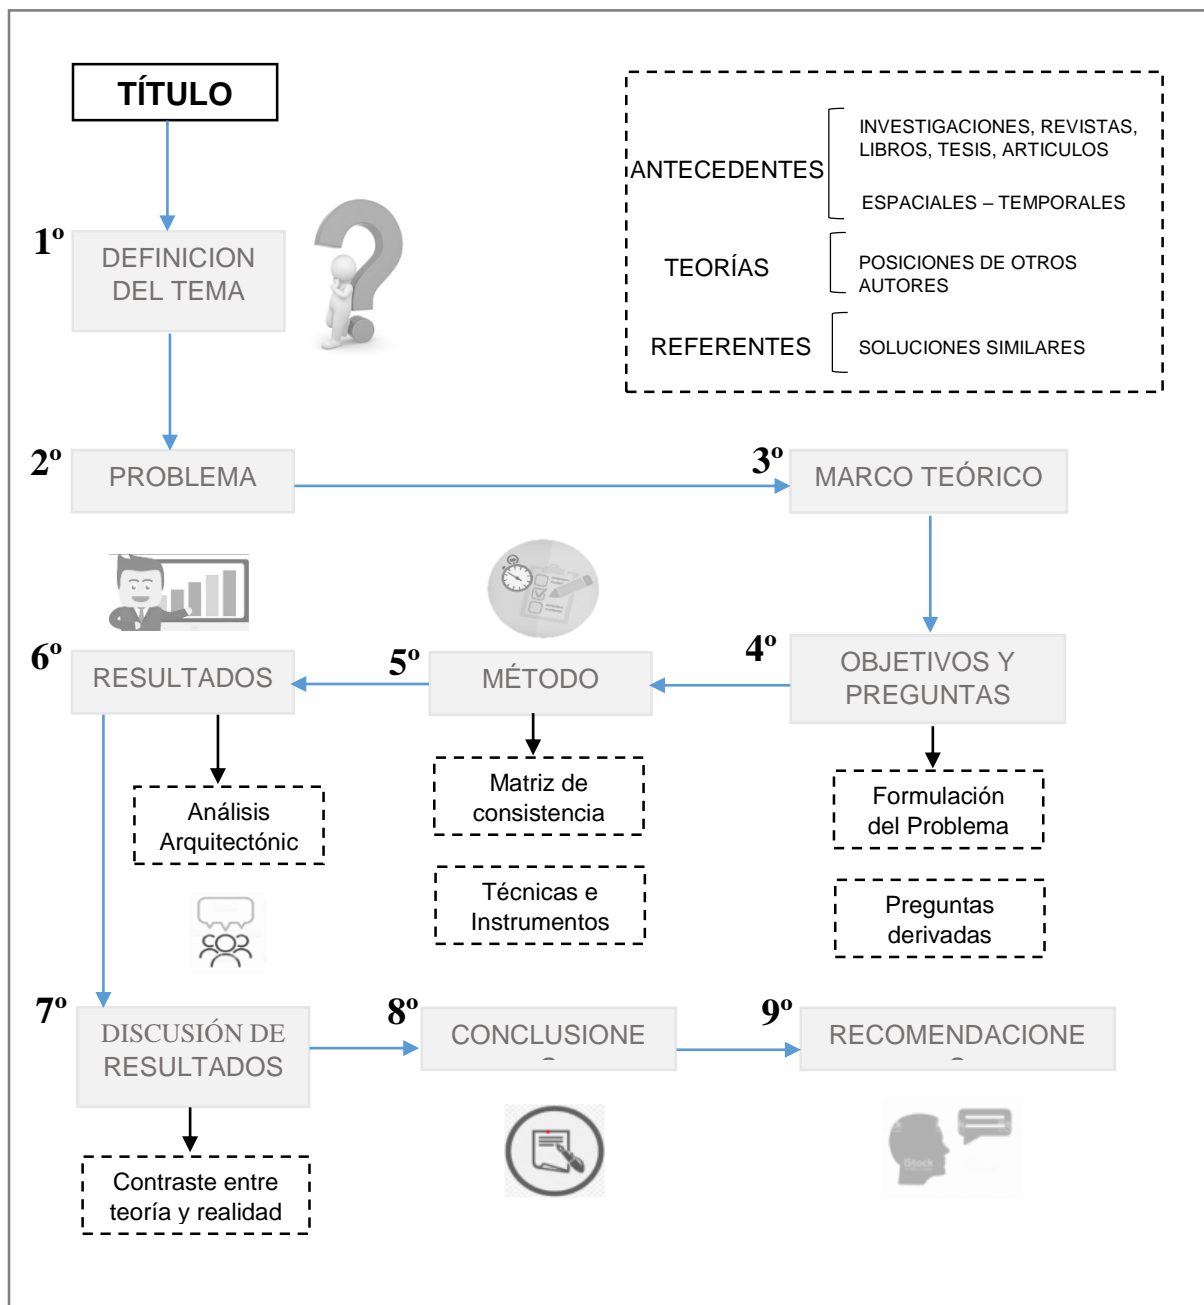 TÍTULO
ANTECEDENTES
INVESTIGACIONES, REVISTAS,
LIBROS, TESIS, ARTICULOS
ESPACIALES – TEMPORALES
TEORÍAS
POSICIONES DE OTROS
AUTORES
REFERENTES
SOLUCIONES SIMILARES
1º
DEFINICION
DEL TEMA
2º
PROBLEMA
3º
MARCO TEÓRICO
4º
OBJETIVOS Y
PREGUNTAS
Formulación
del Problema
Preguntas
derivadas
5º
MÉTODO
Matriz de
consistencia
Técnicas e
Instrumentos
6º
RESULTADOS
Análisis
Arquitectónic
7º
DISCUSIÓN DE
RESULTADOS
Contraste entre
teoría y realidad
8º
CONCLUSIONE
S
9º
RECOMENDACIONE
S
iStock